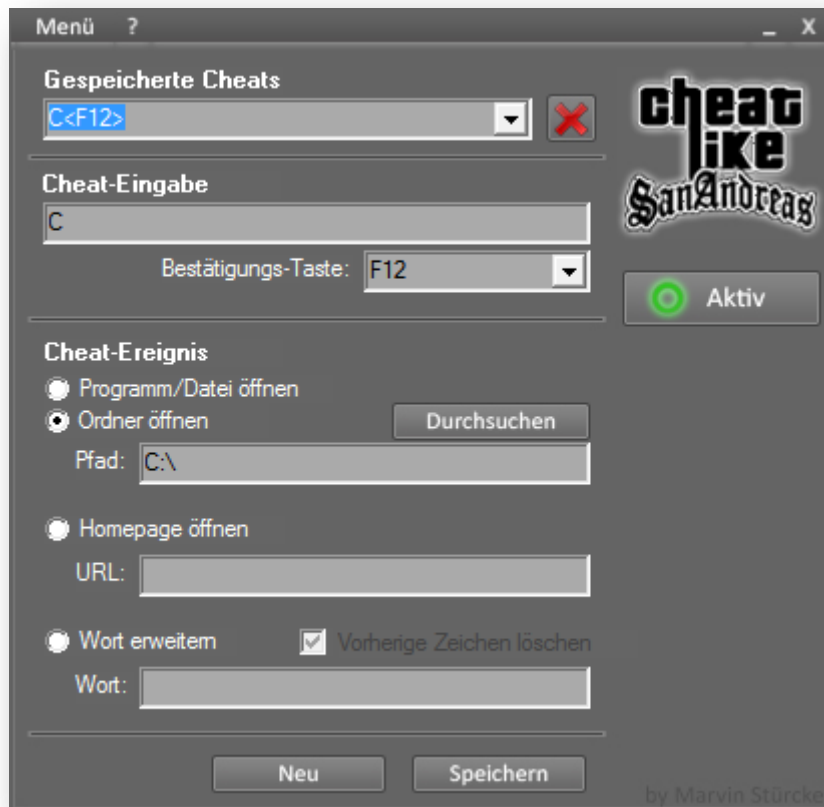 Menü ? _ X
Gespeicherte Cheats
C<F12>
cheat
like
SanAndreas
Cheat-Eingabe
C
Bestätigungs-Taste: F12
Aktiv
Cheat-Ereignis
Programm/Datei öffnen
Ordner öffnen Durchsuchen
Pfad: C:\
Homepage öffnen
URL:
Wort erweitern Vorherige Zeichen löschen
Wort:
Neu Speichern
by Marvin Stürcke